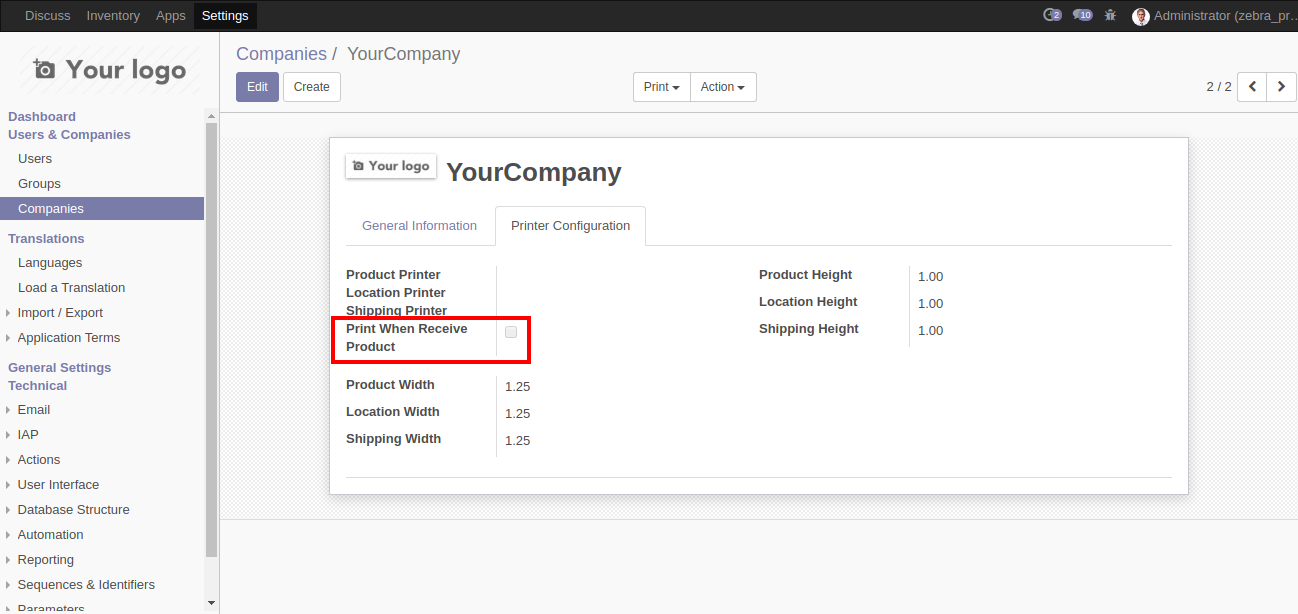 Discuss Inventory Apps Settings 2 10 Administrator (zebra_pr...
Your logo
Companies / YourCompany
Edit Create Print Action 2 / 2
Dashboard
Users & Companies
Users
Groups
Companies
Translations
Languages
Load a Translation
Import / Export
Application Terms
General Settings
Technical
Email
IAP
Actions
User Interface
Database Structure
Automation
Reporting
Sequences & Identifiers
Parameters
Your logo YourCompany
General Information Printer Configuration
Product Printer
Location Printer
Shipping Printer
Print When Receive
Product
Product Width 1.25
Location Width 1.25
Shipping Width 1.25
Product Height 1.00
Location Height 1.00
Shipping Height 1.00